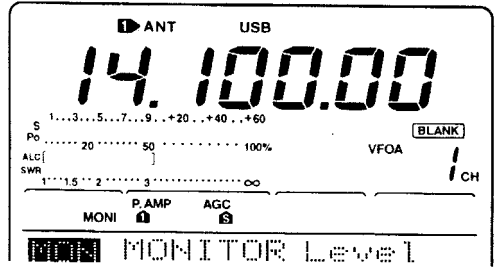 1 ANT USB
14.100.00
S 1...3...5...7...9..+20..+40..+60
Po ......20......50.........100%
BLANK
VFOA 1 CH
ALC
SWR 1...1.5..2......3............∞
MONI P.AMP 1 AGC S
MON MONITOR Level